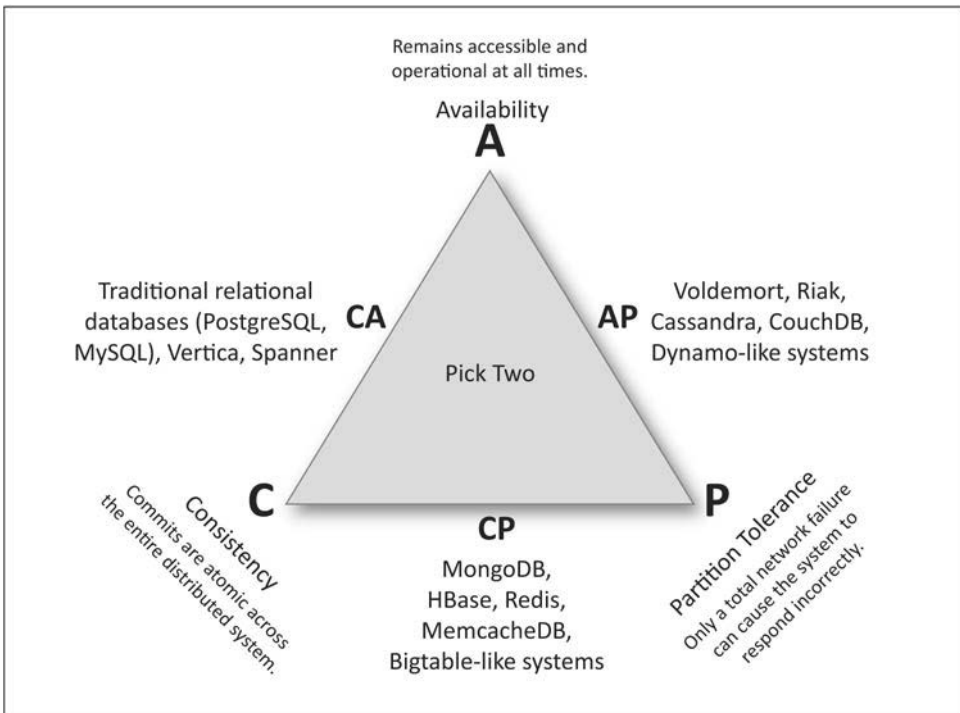 Remains accessible and
operational at all times.
Availability
A
Traditional relational
databases (PostgreSQL,
MySQL), Vertica, Spanner
CA
AP
Voldemort, Riak,
Cassandra, CouchDB,
Dynamo-like systems
Pick Two
C
Consistency
Commits are atomic across
the entire distributed system.
P
Partition Tolerance
Only a total network failure
can cause the system to
respond incorrectly.
CP
MongoDB,
HBase, Redis,
MemcacheDB,
Bigtable-like systems